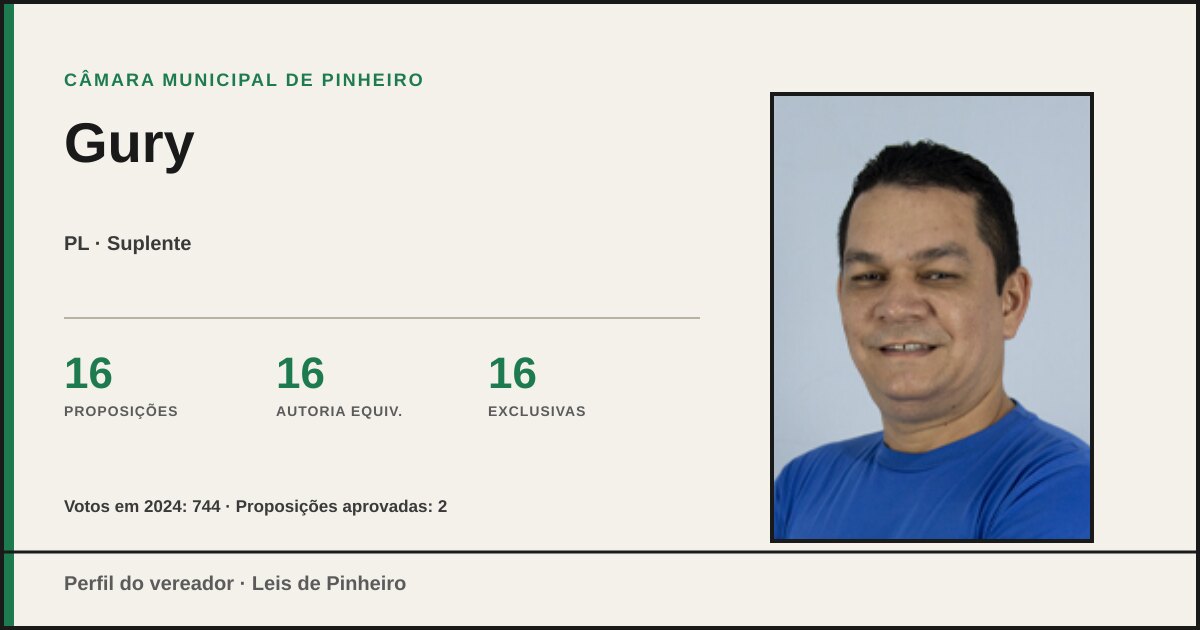 CÂMARA MUNICIPAL DE PINHEIRO
Gury
PL · Suplente
16
PROPOSIÇÕES
16
AUTORIA EQUIV.
16
EXCLUSIVAS
Votos em 2024: 744 · Proposições aprovadas: 2
Perfil do vereador · Leis de Pinheiro